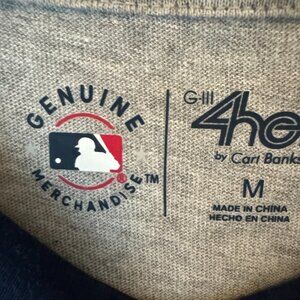 GENUINE
MERCHANDISE™
G-III
4he
by Carl Banks
M
MADE IN CHINA
HECHO EN CHINA